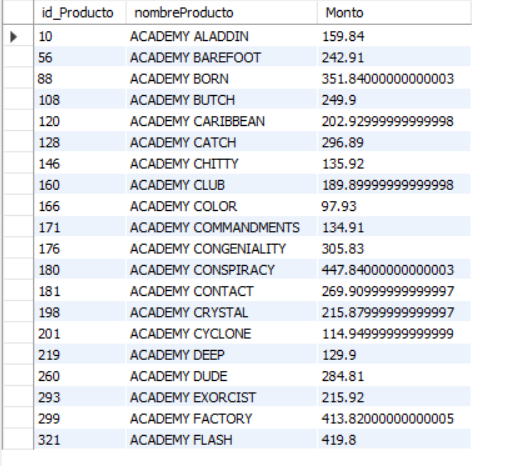 id_Producto nombreProducto Monto
10 ACADEMY ALADDIN 159.84
56 ACADEMY BAREFOOT 242.91
88 ACADEMY BORN 351.84000000000003
108 ACADEMY BUTCH 249.9
120 ACADEMY CARIBBEAN 202.92999999999998
128 ACADEMY CATCH 296.89
146 ACADEMY CHITTY 135.92
160 ACADEMY CLUB 189.89999999999998
166 ACADEMY COLOR 97.93
171 ACADEMY COMMANDMENTS 134.91
176 ACADEMY CONGENIALITY 305.83
180 ACADEMY CONSPIRACY 447.84000000000003
181 ACADEMY CONTACT 269.90999999999997
198 ACADEMY CRYSTAL 215.87999999999997
201 ACADEMY CYCLONE 114.94999999999999
219 ACADEMY DEEP 129.9
260 ACADEMY DUDE 284.81
293 ACADEMY EXORCIST 215.92
299 ACADEMY FACTORY 413.82000000000005
321 ACADEMY FLASH 419.8